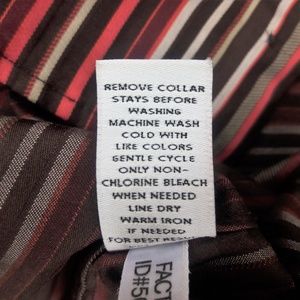 REMOVE COLLAR
STAYS BEFORE
WASHING
MACHINE WASH
COLD WITH
LIKE COLORS
GENTLE CYCLE
ONLY NON-
CHLORINE BLEACH
WHEN NEEDED
LINE DRY
WARM IRON
IF NEEDED
FOR BEST
FACT
ID#5